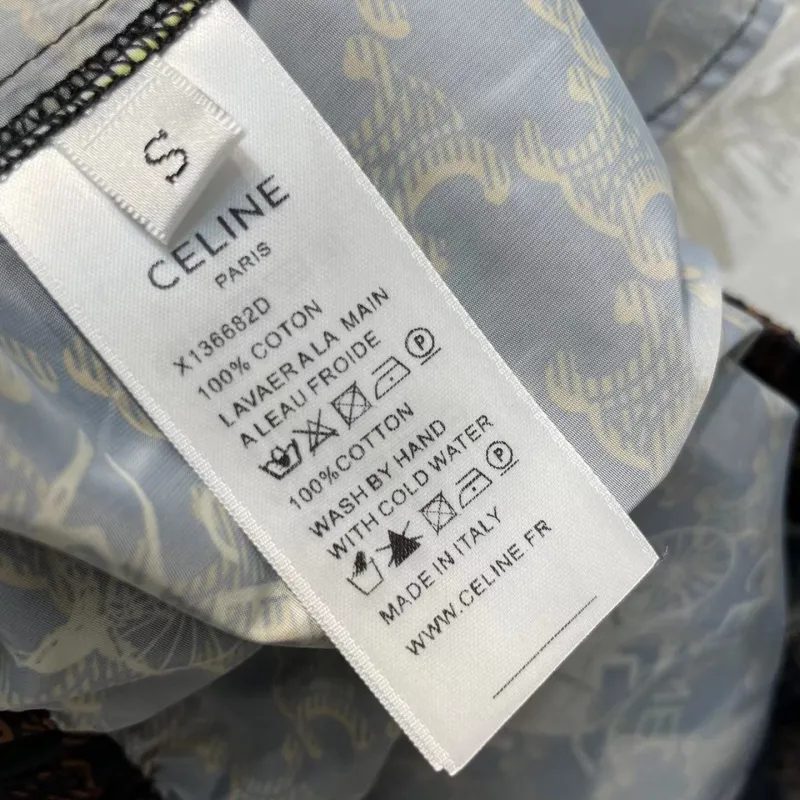 S
CELINE
PARIS
X136682D
100% COTON
LAVAER A LA MAIN
A LEAU FROIDE
P
100%COTTON
WASH BY HAND
WITH COLD WATER
P
MADE IN ITALY
WWW.CELINE FR